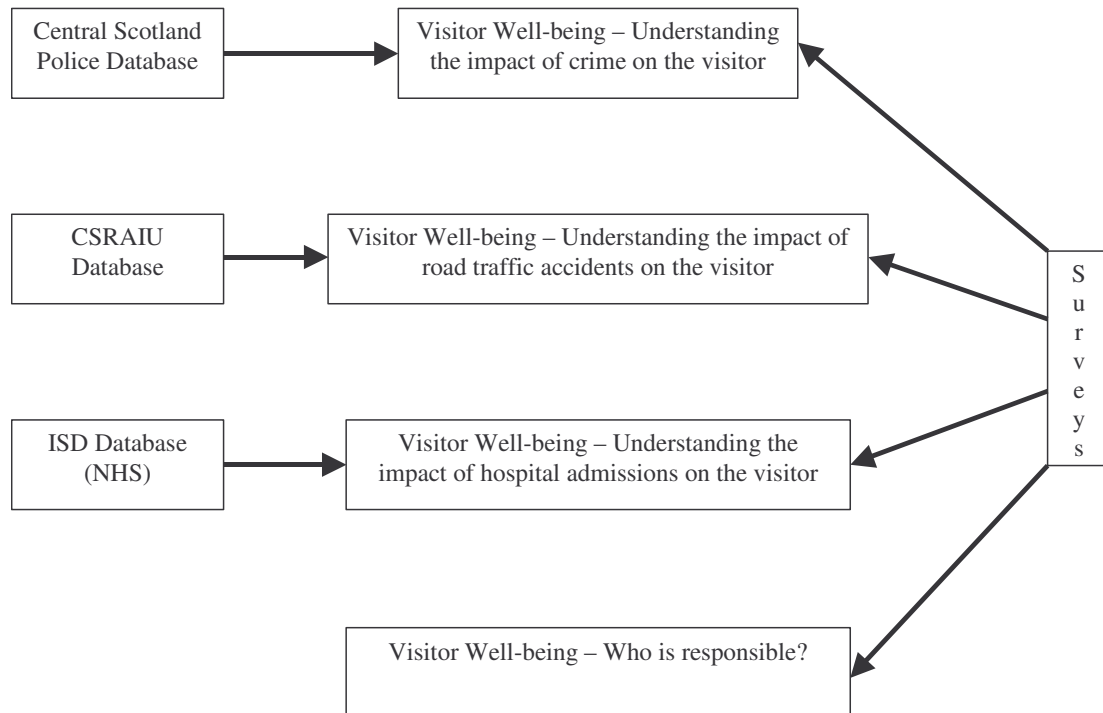 Central Scotland
Police Database
Visitor Well-being – Understanding
the impact of crime on the visitor
CSRAIU
Database
Visitor Well-being – Understanding the impact of
road traffic accidents on the visitor
S
u
r
v
e
y
s
ISD Database
(NHS)
Visitor Well-being – Understanding the
impact of hospital admissions on the visitor
Visitor Well-being – Who is responsible?